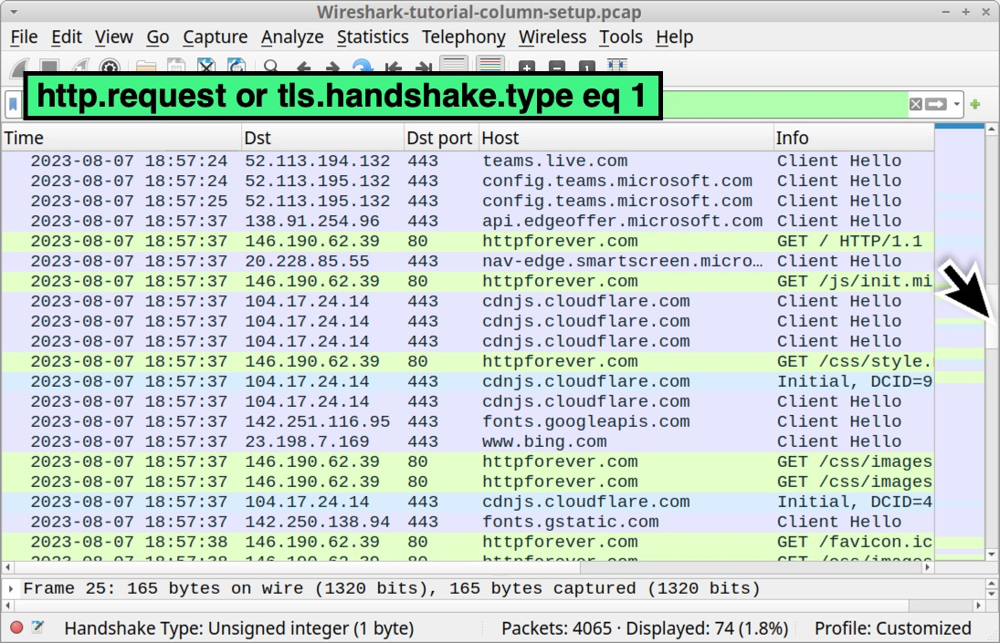 Wireshark-tutorial-column-setup.pcap
File Edit View Go Capture Analyze Statistics Telephony Wireless Tools Help
http.request or tls.handshake.type eq 1
Time Dst Dst port Host Info
2023-08-07 18:57:24 52.113.194.132 443 teams.live.com Client Hello
2023-08-07 18:57:24 52.113.195.132 443 config.teams.microsoft.com Client Hello
2023-08-07 18:57:25 52.113.195.132 443 config.teams.microsoft.com Client Hello
2023-08-07 18:57:37 138.91.254.96 443 api.edgeoffer.microsoft.com Client Hello
2023-08-07 18:57:37 146.190.62.39 80 httpforever.com GET / HTTP/1.1
2023-08-07 18:57:37 20.228.85.55 443 nav-edge.smartscreen.micro… Client Hello
2023-08-07 18:57:37 146.190.62.39 80 httpforever.com GET /js/init.mi
2023-08-07 18:57:37 104.17.24.14 443 cdnjs.cloudflare.com Client Hello
2023-08-07 18:57:37 104.17.24.14 443 cdnjs.cloudflare.com Client Hello
2023-08-07 18:57:37 104.17.24.14 443 cdnjs.cloudflare.com Client Hello
2023-08-07 18:57:37 146.190.62.39 80 httpforever.com GET /css/style.
2023-08-07 18:57:37 104.17.24.14 443 cdnjs.cloudflare.com Initial, DCID=9
2023-08-07 18:57:37 104.17.24.14 443 cdnjs.cloudflare.com Client Hello
2023-08-07 18:57:37 142.251.116.95 443 fonts.googleapis.com Client Hello
2023-08-07 18:57:37 23.198.7.169 443 www.bing.com Client Hello
2023-08-07 18:57:37 146.190.62.39 80 httpforever.com GET /css/images
2023-08-07 18:57:37 146.190.62.39 80 httpforever.com GET /css/images
2023-08-07 18:57:37 104.17.24.14 443 cdnjs.cloudflare.com Initial, DCID=4
2023-08-07 18:57:37 142.250.138.94 443 fonts.gstatic.com Client Hello
2023-08-07 18:57:38 146.190.62.39 80 httpforever.com GET /favicon.ic
Frame 25: 165 bytes on wire (1320 bits), 165 bytes captured (1320 bits)
Handshake Type: Unsigned integer (1 byte) Packets: 4065 · Displayed: 74 (1.8%) Profile: Customized